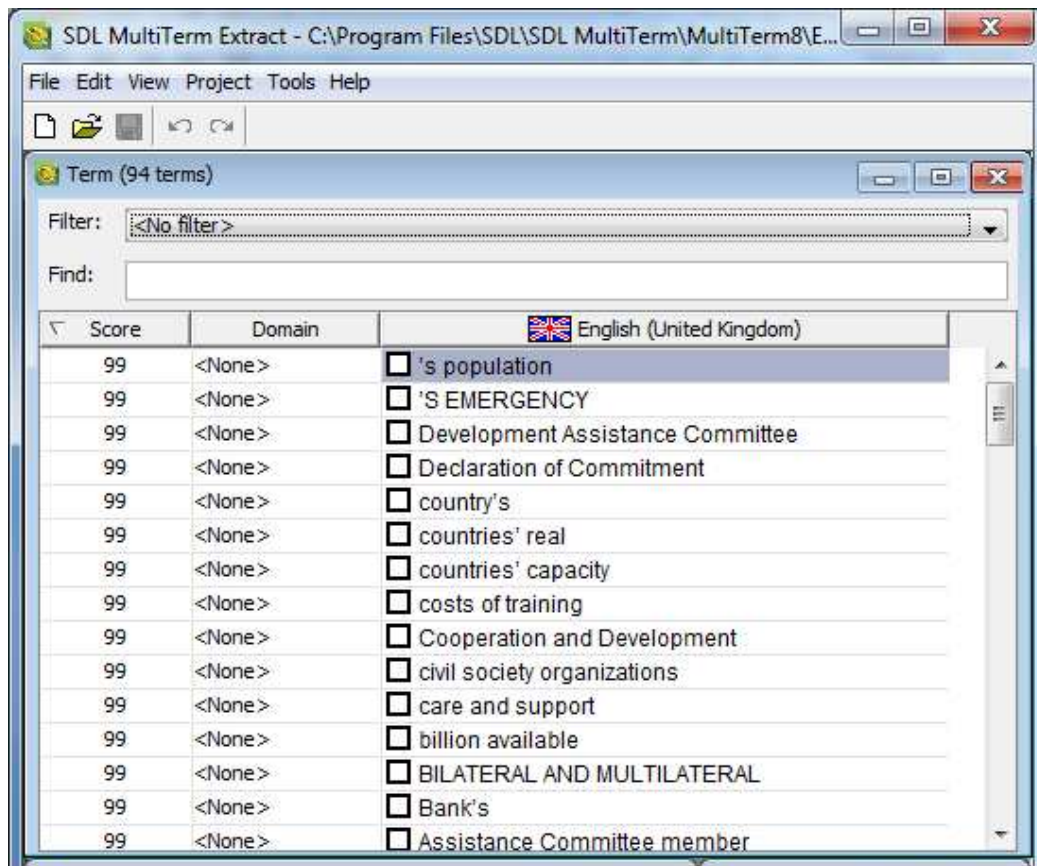 SDL MultiTerm Extract - C:\Program Files\SDL\SDL MultiTerm\MultiTerm8\E...
File Edit View Project Tools Help
Term (94 terms)
Filter: <No filter>
Find:
Score Domain English (United Kingdom)
99 <None> 's population
99 <None> 'S EMERGENCY
99 <None> Development Assistance Committee
99 <None> Declaration of Commitment
99 <None> country's
99 <None> countries' real
99 <None> countries' capacity
99 <None> costs of training
99 <None> Cooperation and Development
99 <None> civil society organizations
99 <None> care and support
99 <None> billion available
99 <None> BILATERAL AND MULTILATERAL
99 <None> Bank's
99 <None> Assistance Committee member